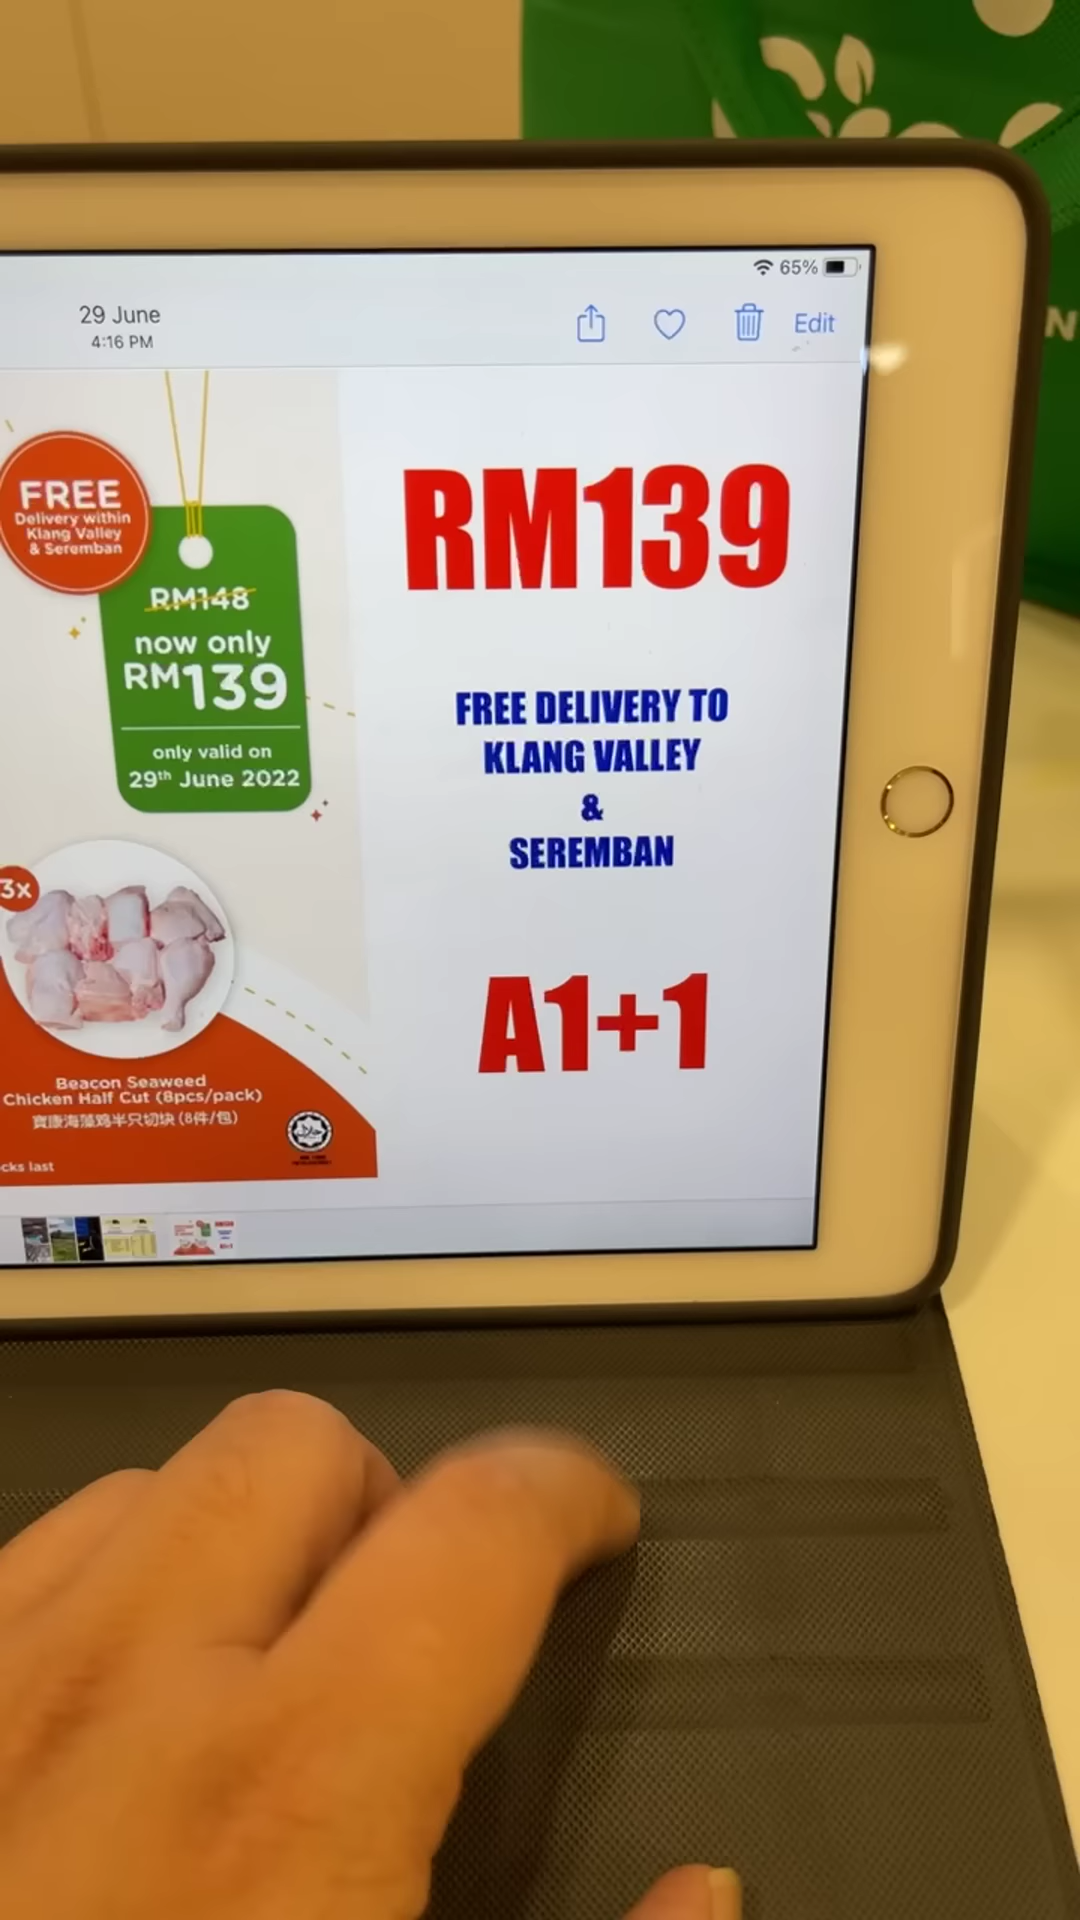 65%
29 June
4:16 PM
Edit
FREE
Delivery within
Klang Valley
& Seremban
RM148
now only
RM139
only valid on
29th June 2022
3x
Beacon Seaweed
Chicken Half Cut (8pcs/pack)
寶康海藻鸡半只切块 (8件/包)
cks last
RM139
FREE DELIVERY TO
KLANG VALLEY
&
SEREMBAN
A1+1
N